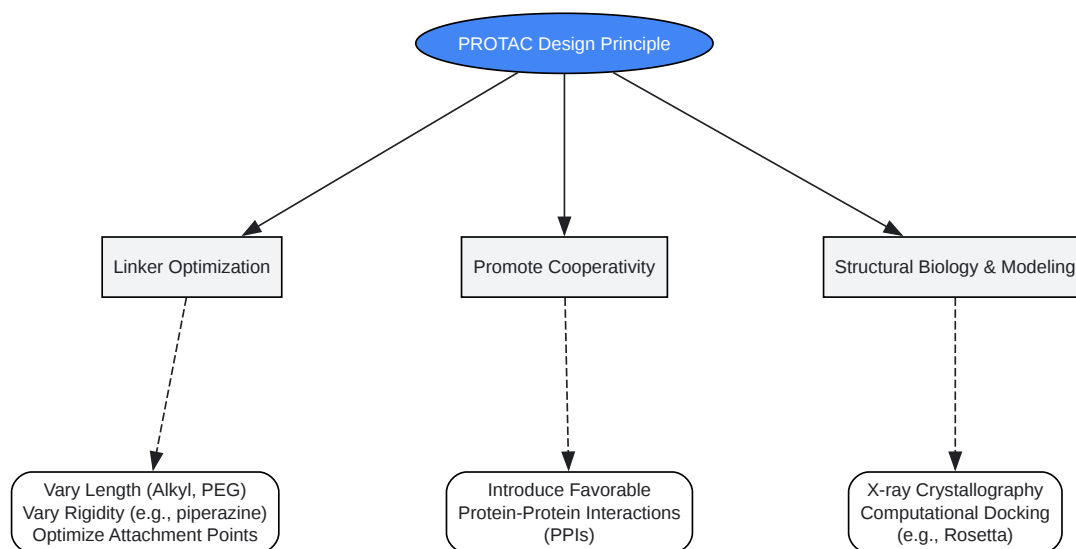 PROTAC Design Principle
Linker Optimization
Promote Cooperativity
Structural Biology & Modeling
Vary Length (Alkyl, PEG)
Vary Rigidity (e.g., piperazine)
Optimize Attachment Points
Introduce Favorable
Protein-Protein Interactions
(PPIs)
X-ray Crystallography
Computational Docking
(e.g., Rosetta)